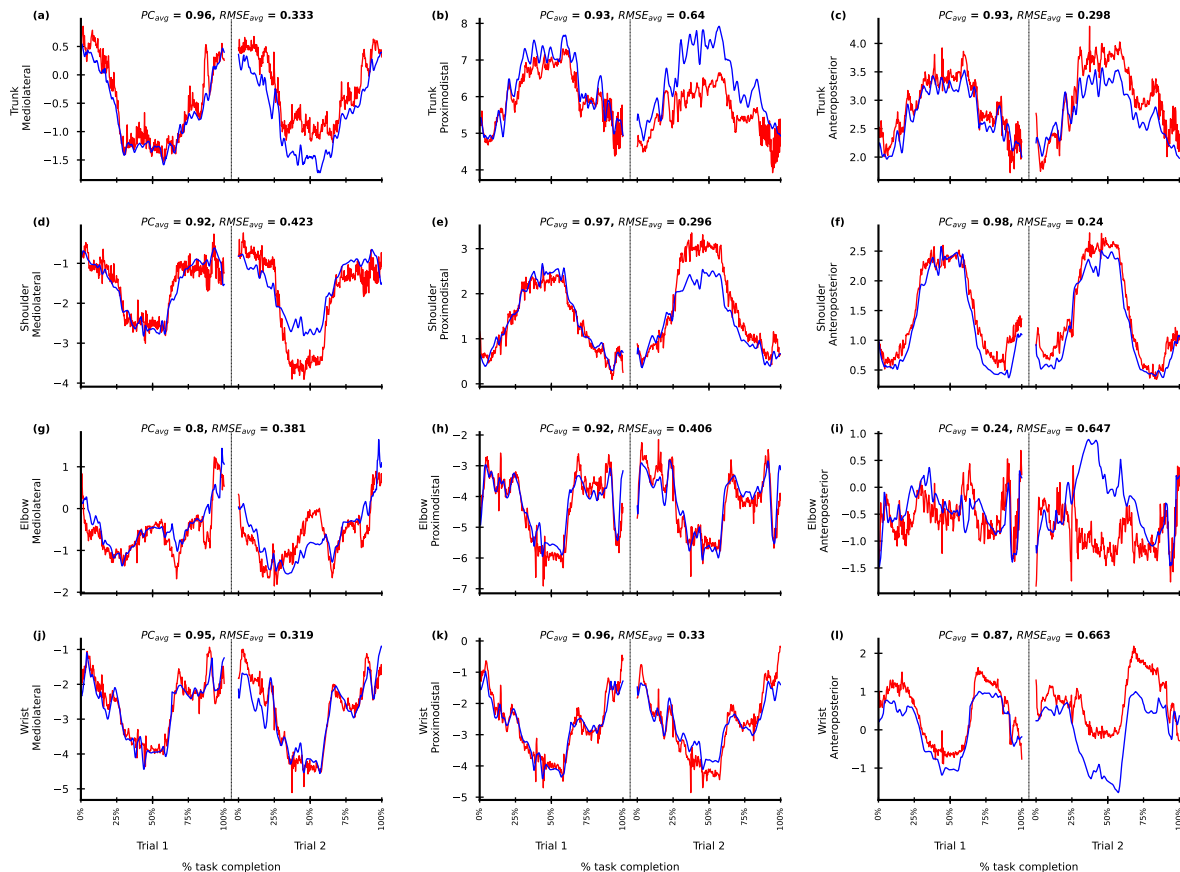 (a) PCavg = 0.96, RMSEavg = 0.333
Trunk
Mediolateral
0.5
0.0
−0.5
−1.0
−1.5
(b) PCavg = 0.93, RMSEavg = 0.64
Trunk
Proximodistal
8
7
6
5
4
(c) PCavg = 0.93, RMSEavg = 0.298
Trunk
Anteroposterior
4.0
3.5
3.0
2.5
2.0
(d) PCavg = 0.92, RMSEavg = 0.423
Shoulder
Mediolateral
−1
−2
−3
−4
(e) PCavg = 0.97, RMSEavg = 0.296
Shoulder
Proximodistal
3
2
1
0
(f) PCavg = 0.98, RMSEavg = 0.24
Shoulder
Anteroposterior
2.5
2.0
1.5
1.0
0.5
(g) PCavg = 0.8, RMSEavg = 0.381
Elbow
Mediolateral
1
0
−1
−2
(h) PCavg = 0.92, RMSEavg = 0.406
Elbow
Proximodistal
−2
−3
−4
−5
−6
−7
(i) PCavg = 0.24, RMSEavg = 0.647
Elbow
Anteroposterior
1.0
0.5
0.0
−0.5
−1.0
−1.5
(j) PCavg = 0.95, RMSEavg = 0.319
Wrist
Mediolateral
−1
−2
−3
−4
−5
0% 25% 50% 75% 100% 25% 50% 75% 100%
Trial 1 Trial 2
% task completion
(k) PCavg = 0.96, RMSEavg = 0.33
Wrist
Proximodistal
0
−1
−2
−3
−4
−5
0% 25% 50% 75% 100% 25% 50% 75% 100%
Trial 1 Trial 2
% task completion
(l) PCavg = 0.87, RMSEavg = 0.663
Wrist
Anteroposterior
2
1
0
−1
0% 25% 50% 75% 100% 25% 50% 75% 100%
Trial 1 Trial 2
% task completion